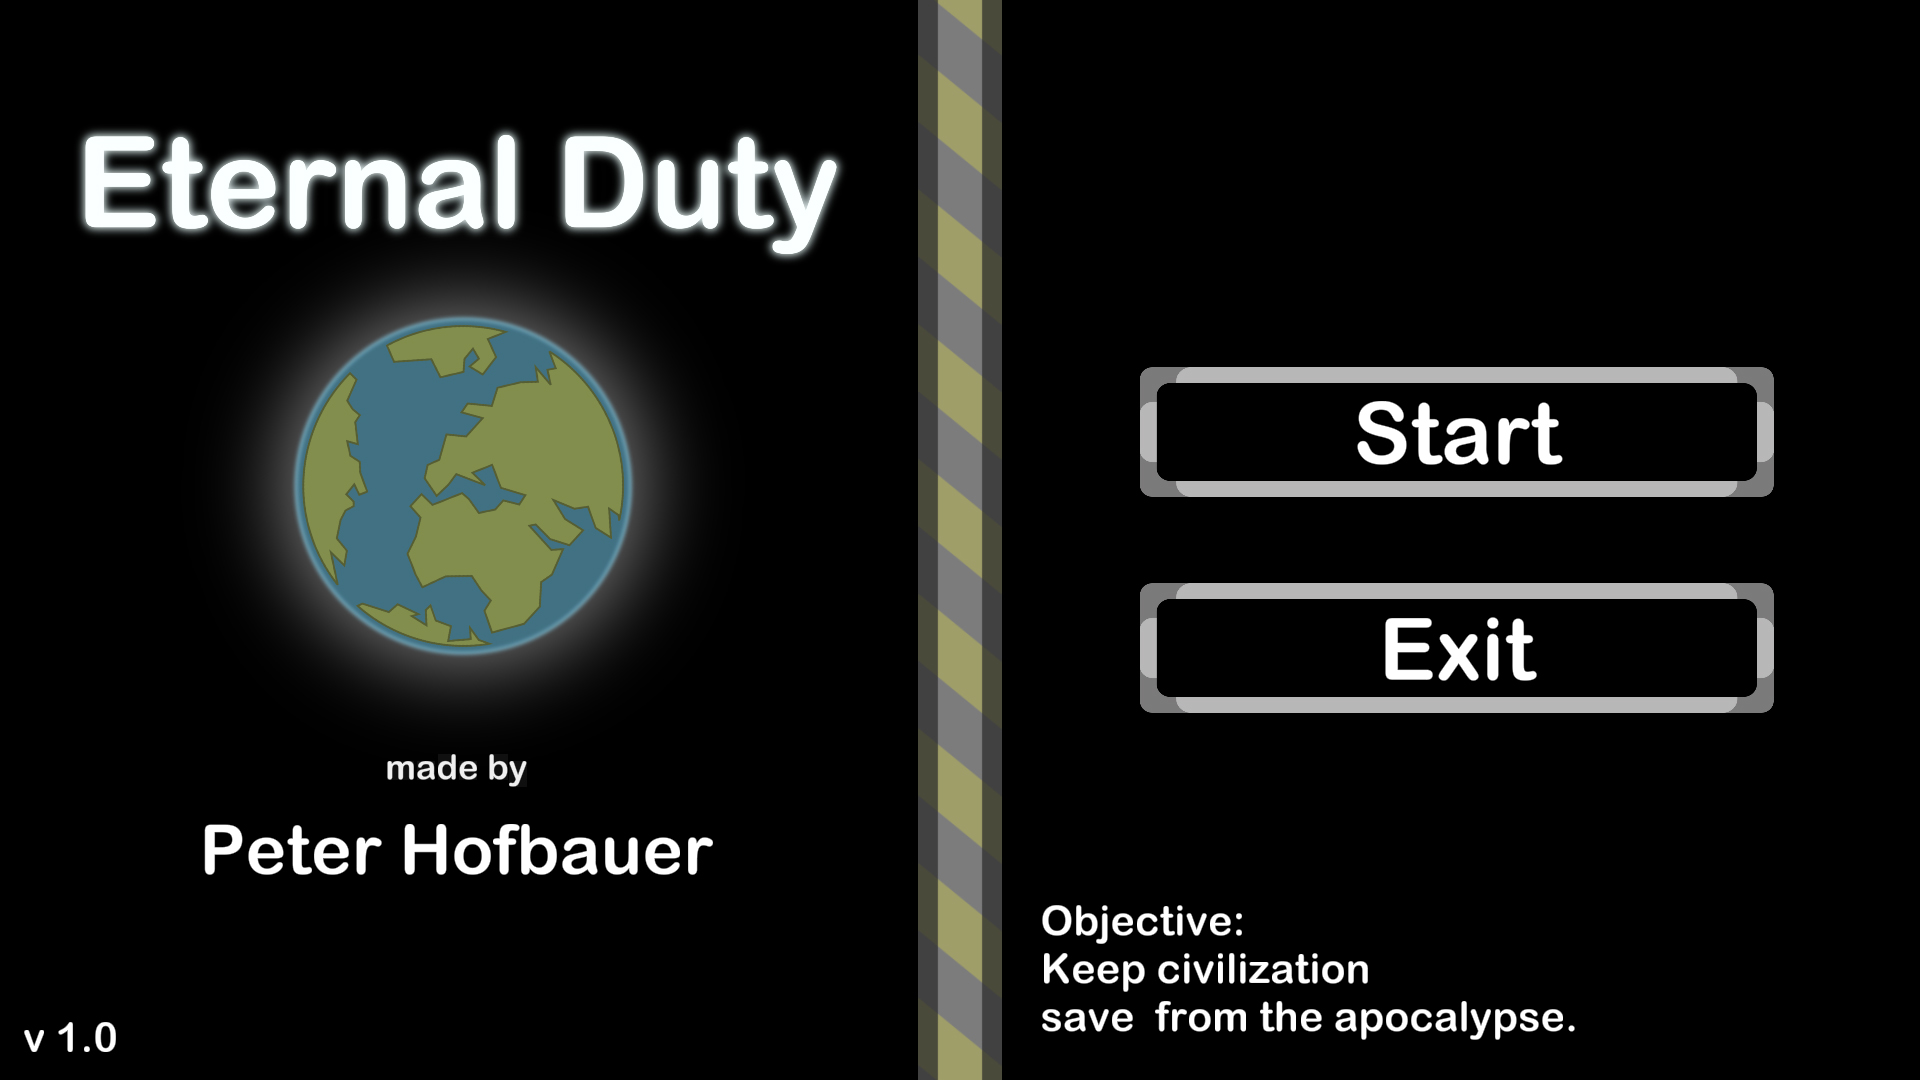 Eternal Duty
made by
Peter Hofbauer
v 1.0
Start
Exit
Objective:
Keep civilization
save  from the apocalypse.